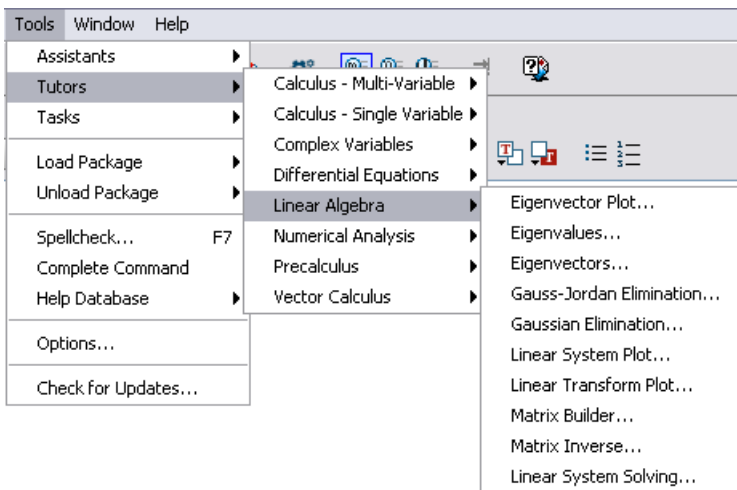 Tools Window Help
Assistants
Tutors
Tasks
Load Package
Unload Package
Spellcheck... F7
Complete Command
Help Database
Options...
Check for Updates...
Calculus - Multi-Variable
Calculus - Single Variable
Complex Variables
Differential Equations
Linear Algebra
Numerical Analysis
Precalculus
Vector Calculus
Eigenvector Plot...
Eigenvalues...
Eigenvectors...
Gauss-Jordan Elimination...
Gaussian Elimination...
Linear System Plot...
Linear Transform Plot...
Matrix Builder...
Matrix Inverse...
Linear System Solving...